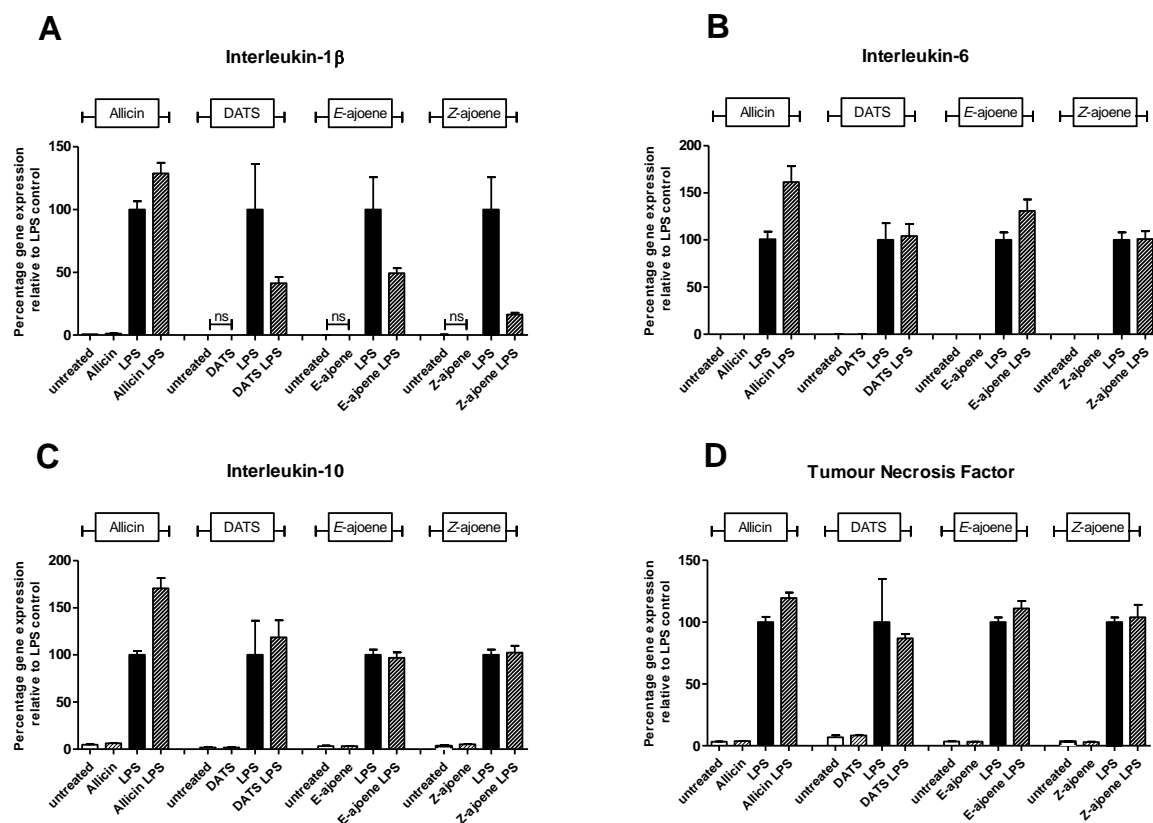 A
Interleukin-1β
Allicin
DATS
E-ajoene
Z-ajoene
Percentage gene expression
relative to LPS control
150
100
50
0
ns
ns
ns
untreated
Allicin
LPS
Allicin LPS
untreated
DATS
LPS
DATS LPS
untreated
E-ajoene
LPS
E-ajoene LPS
untreated
Z-ajoene
LPS
Z-ajoene LPS
B
Interleukin-6
Allicin
DATS
E-ajoene
Z-ajoene
Percentage gene expression
relative to LPS control
200
150
100
50
0
untreated
Allicin
LPS
Allicin LPS
untreated
DATS
LPS
DATS LPS
untreated
E-ajoene
LPS
E-ajoene LPS
untreated
Z-ajoene
LPS
Z-ajoene LPS
C
Interleukin-10
Allicin
DATS
E-ajoene
Z-ajoene
Percentage gene expression
relative to LPS control
200
150
100
50
0
untreated
Allicin
LPS
Allicin LPS
untreated
DATS
LPS
DATS LPS
untreated
E-ajoene
LPS
E-ajoene LPS
untreated
Z-ajoene
LPS
Z-ajoene LPS
D
Tumour Necrosis Factor
Allicin
DATS
E-ajoene
Z-ajoene
Percentage gene expression
relative to LPS control
150
100
50
0
untreated
Allicin
LPS
Allicin LPS
untreated
DATS
LPS
DATS LPS
untreated
E-ajoene
LPS
E-ajoene LPS
untreated
Z-ajoene
LPS
Z-ajoene LPS